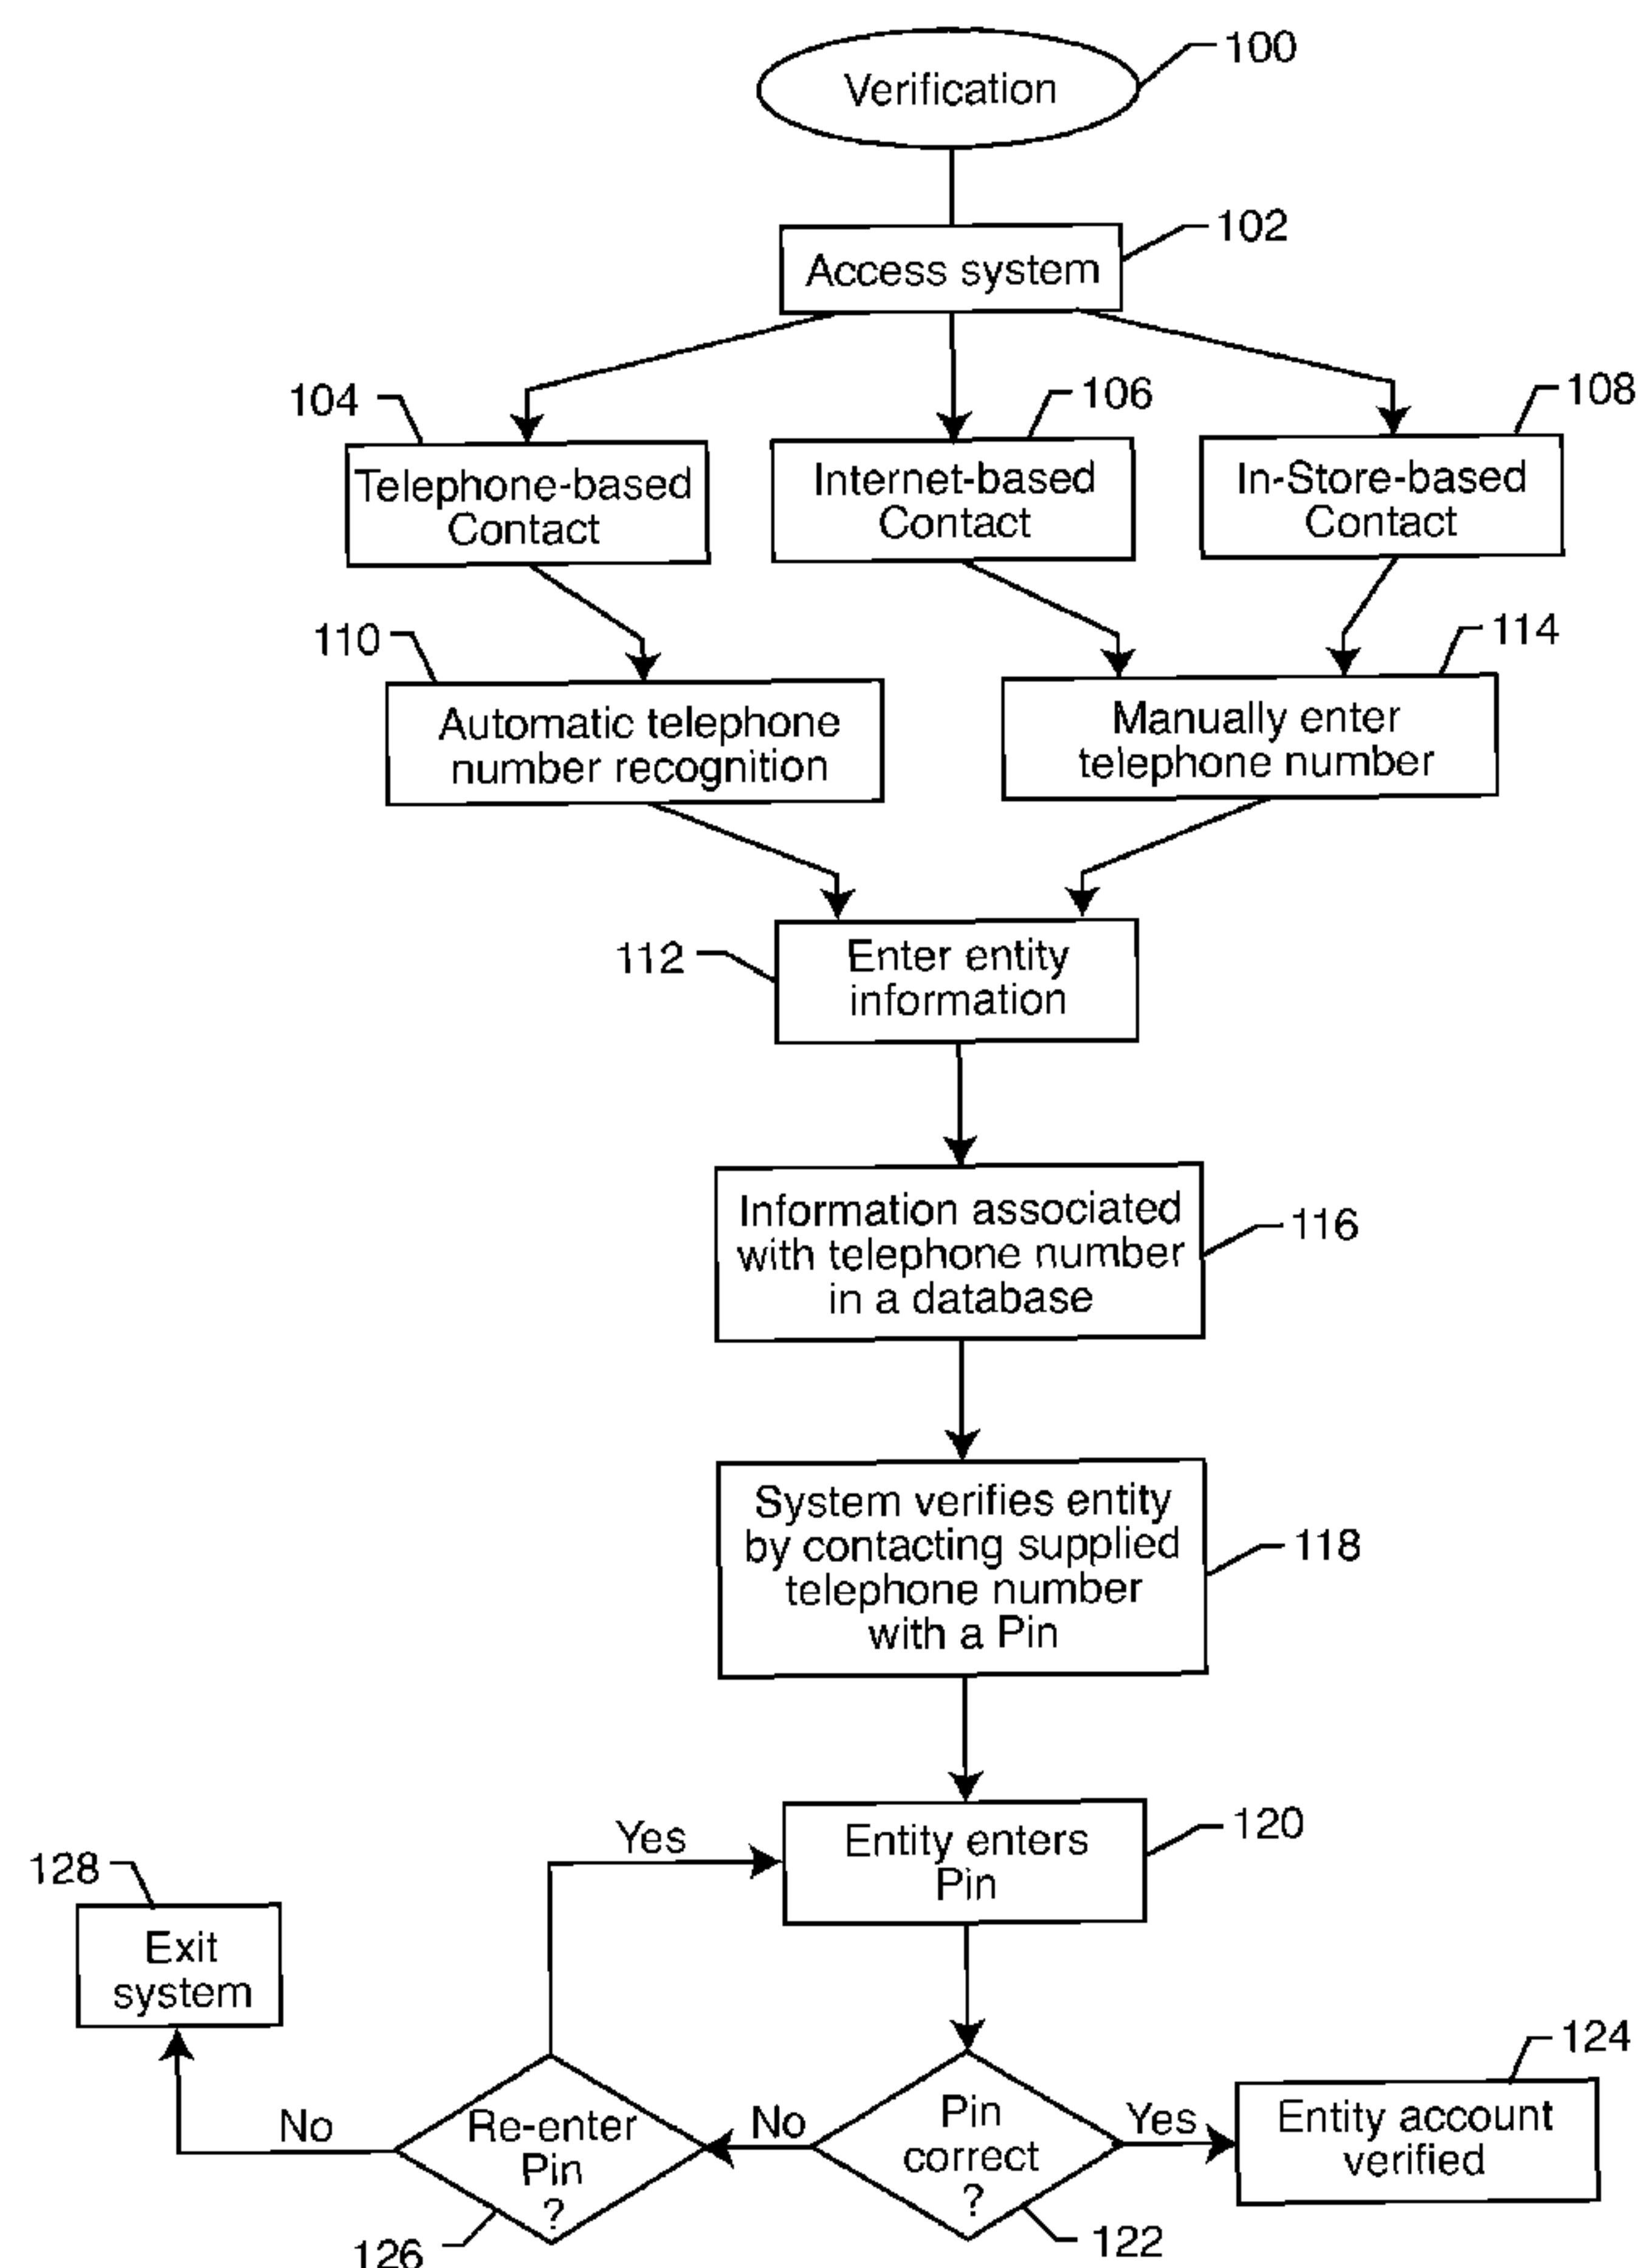 100
Verification
102
Access system
104
106
108
Telephone-based
Contact
Internet-based
Contact
In-Store-based
Contact
110
114
Automatic telephone
number recognition
Manually enter
telephone number
112
Enter entity
information
Information associated
with telephone number
in a database
116
System verifies entity
by contacting supplied
telephone number
with a Pin
118
Yes
Entity enters
Pin
120
128
Exit
system
124
No
Re-enter
Pin
?
No
Pin
correct
?
Yes
Entity account
verified
126
122